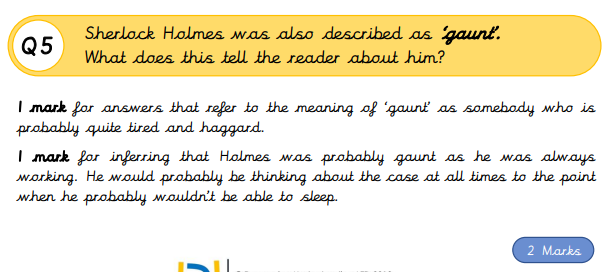 Q5
Sherlock Holmes was also described as 'gaunt'.
What does this tell the reader about him?
1 mark for answers that refer to the meaning of 'gaunt' as somebody who is
probably quite tired and haggard.
1 mark for inferring that Holmes was probably gaunt as he was always
working. He would probably be thinking about the case at all times to the point
when he probably wouldn't be able to sleep.
2 Marks